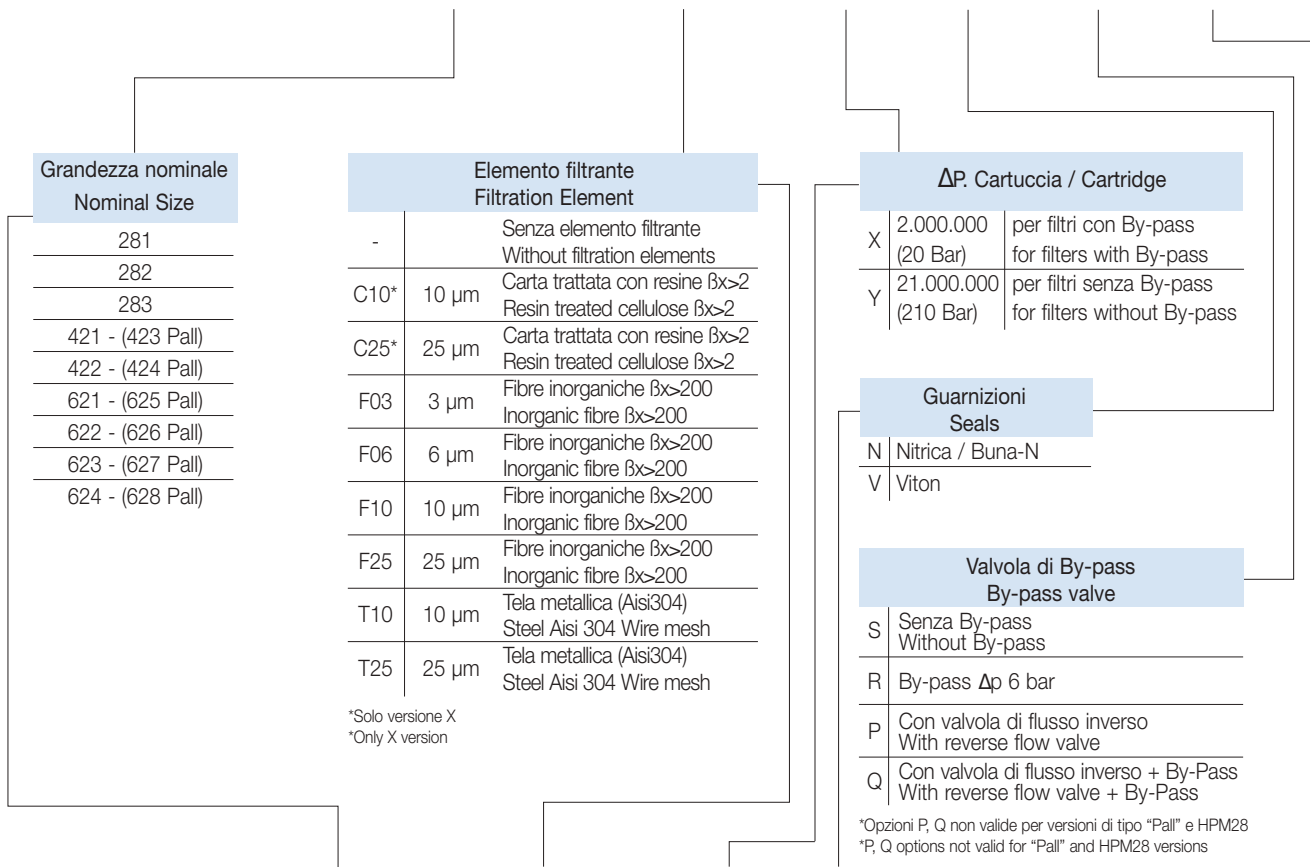 Grandezza nominale
Nominal Size
281
282
283
421 - (423 Pall)
422 - (424 Pall)
621 - (625 Pall)
622 - (626 Pall)
623 - (627 Pall)
624 - (628 Pall)
Elemento filtrante
Filtration Element
- Senza elemento filtrante
Without filtration elements
C10* 10 µm Carta trattata con resine ßx>2
Resin treated cellulose ßx>2
C25* 25 µm Carta trattata con resine ßx>2
Resin treated cellulose ßx>2
F03 3 µm Fibre inorganiche ßx>200
Inorganic fibre ßx>200
F06 6 µm Fibre inorganiche ßx>200
Inorganic fibre ßx>200
F10 10 µm Fibre inorganiche ßx>200
Inorganic fibre ßx>200
F25 25 µm Fibre inorganiche ßx>200
Inorganic fibre ßx>200
T10 10 µm Tela metallica (Aisi304)
Steel Aisi 304 Wire mesh
T25 25 µm Tela metallica (Aisi304)
Steel Aisi 304 Wire mesh
*Solo versione X
*Only X version
ΔP. Cartuccia / Cartridge
X 2.000.000 per filtri con By-pass
(20 Bar) for filters with By-pass
Y 21.000.000 per filtri senza By-pass
(210 Bar) for filters without By-pass
Guarnizioni
Seals
N Nitrica / Buna-N
V Viton
Valvola di By-pass
By-pass valve
S Senza By-pass
Without By-pass
R By-pass Δp 6 bar
P Con valvola di flusso inverso
With reverse flow valve
Q Con valvola di flusso inverso + By-Pass
With reverse flow valve + By-Pass
*Opzioni P, Q non valide per versioni di tipo “Pall” e HPM28
*P, Q options not valid for “Pall” and HPM28 versions